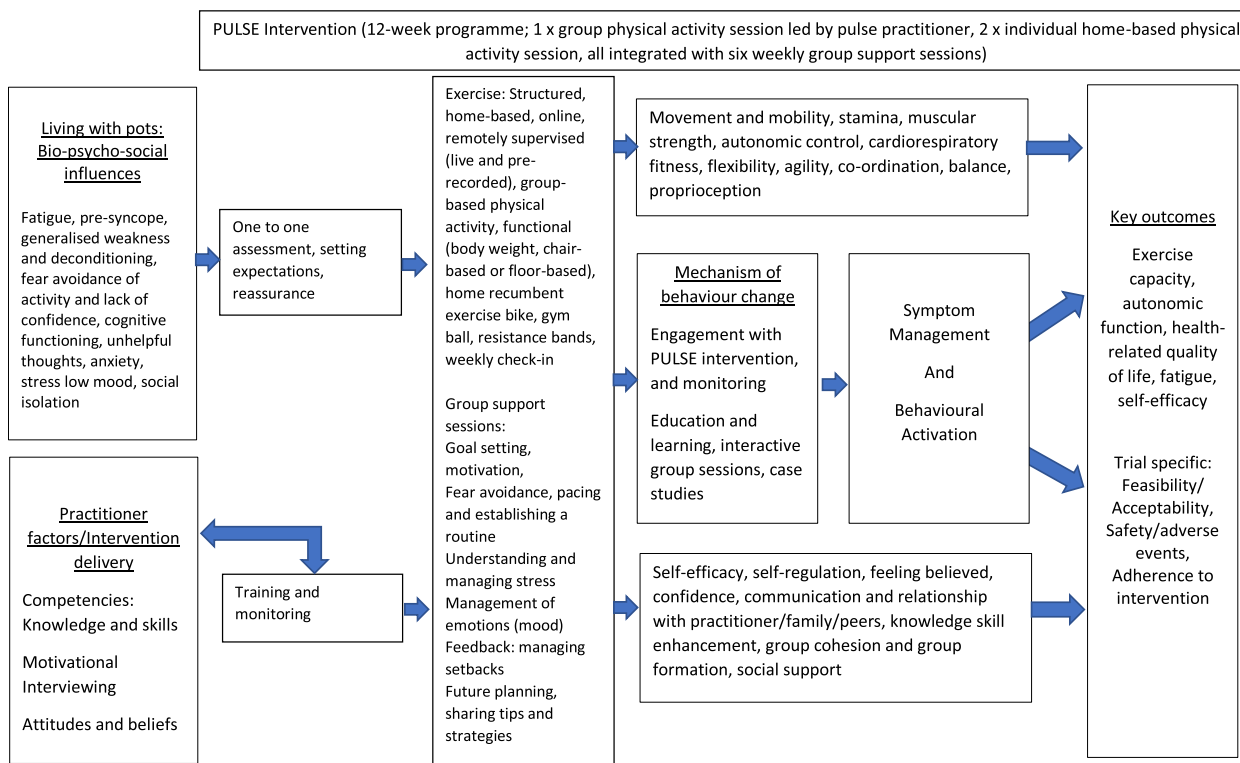 PULSE Intervention (12-week programme; 1 x group physical activity session led by pulse practitioner, 2 x individual home-based physical
activity session, all integrated with six weekly group support sessions)
Living with pots:
Bio-psycho-social
influences
Fatigue, pre-syncope,
generalised weakness
and deconditioning,
fear avoidance of
activity and lack of
confidence, cognitive
functioning, unhelpful
thoughts, anxiety,
stress low mood, social
isolation
Practitioner
factors/Intervention
delivery
Competencies:
Knowledge and skills
Motivational
Interviewing
Attitudes and beliefs
One to one
assessment, setting
expectations,
reassurance
Training and
monitoring
Exercise: Structured,
home-based, online,
remotely supervised
(live and pre-
recorded), group-
based physical
activity, functional
(body weight, chair-
based or floor-based),
home recumbent
exercise bike, gym
ball, resistance bands,
weekly check-in
Group support
sessions:
Goal setting,
motivation,
Fear avoidance, pacing
and establishing a
routine
Understanding and
managing stress
Management of
emotions (mood)
Feedback: managing
setbacks
Future planning,
sharing tips and
strategies
Movement and mobility, stamina, muscular
strength, autonomic control, cardiorespiratory
fitness, flexibility, agility, co-ordination, balance,
proprioception
Mechanism of
behaviour change
Engagement with
PULSE intervention,
and monitoring
Education and
learning, interactive
group sessions, case
studies
Symptom
Management
And
Behavioural
Activation
Self-efficacy, self-regulation, feeling believed,
confidence, communication and relationship
with practitioner/family/peers, knowledge skill
enhancement, group cohesion and group
formation, social support
Key outcomes
Exercise
capacity,
autonomic
function, health-
related quality
of life, fatigue,
self-efficacy
Trial specific:
Feasibility/
Acceptability,
Safety/adverse
events,
Adherence to
intervention